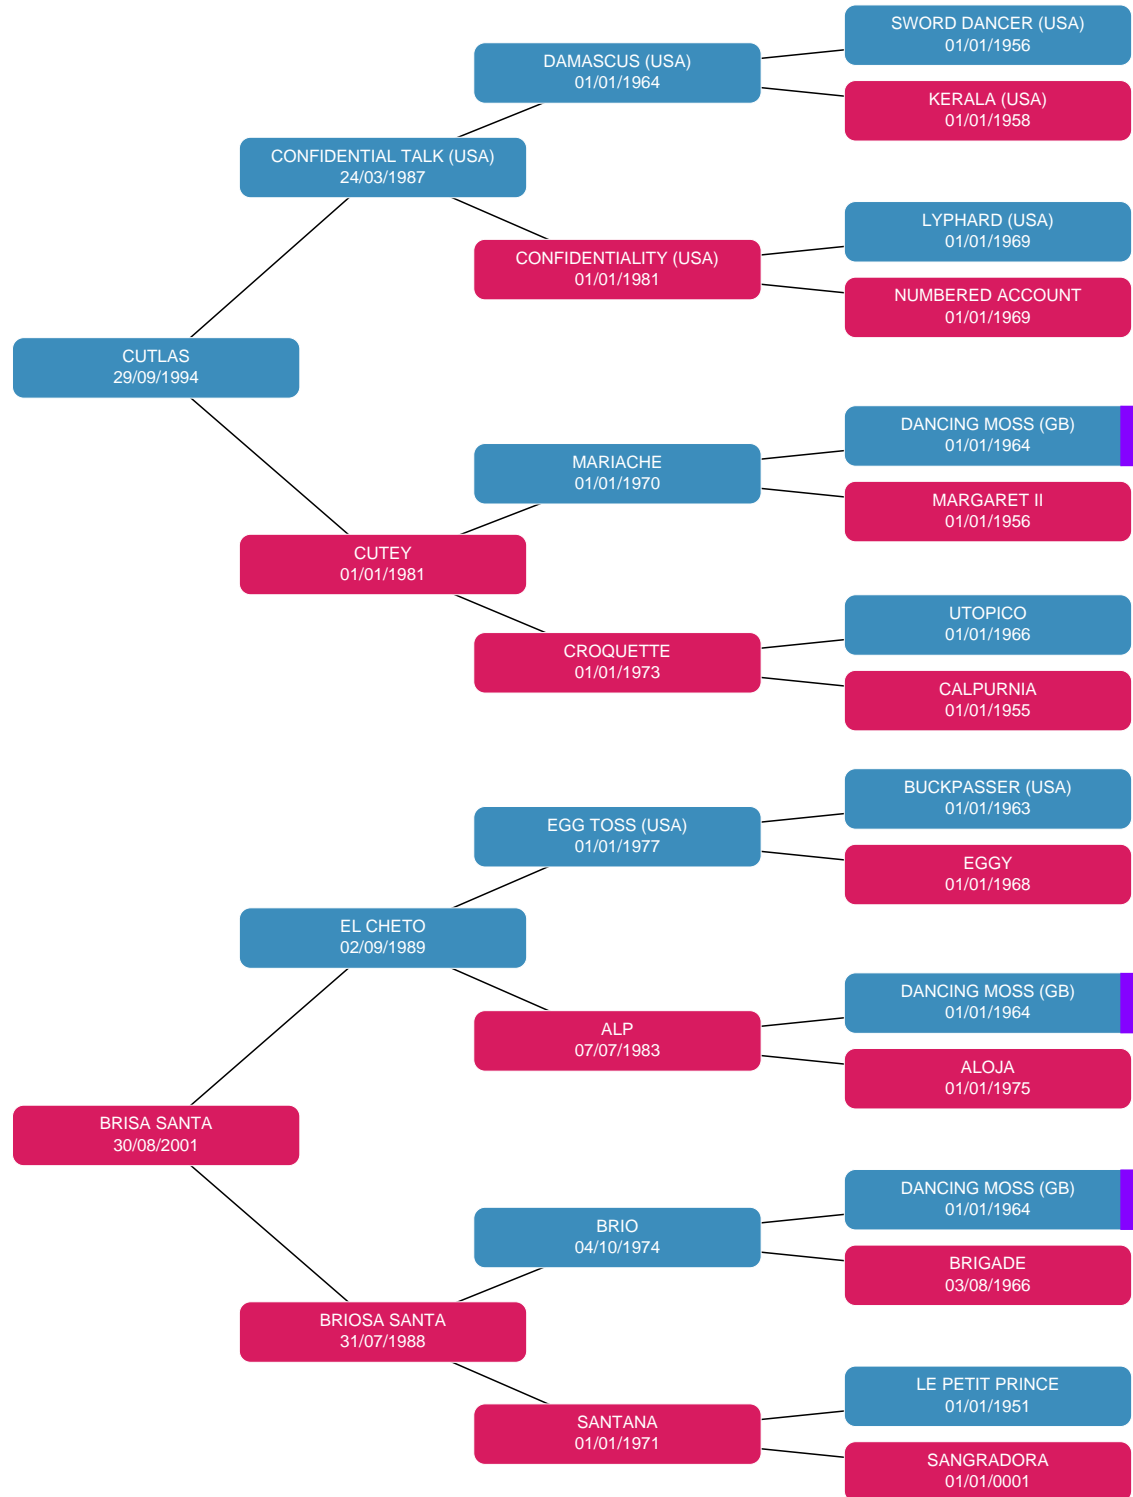 SWORD DANCER (USA)
01/01/1956
DAMASCUS (USA)
01/01/1964
KERALA (USA)
01/01/1958
CONFIDENTIAL TALK (USA)
24/03/1987
LYPHARD (USA)
01/01/1969
CONFIDENTIALITY (USA)
01/01/1981
NUMBERED ACCOUNT
01/01/1969
CUTLAS
29/09/1994
DANCING MOSS (GB)
01/01/1964
MARIACHE
01/01/1970
MARGARET II
01/01/1956
CUTEY
01/01/1981
UTOPICO
01/01/1966
CROQUETTE
01/01/1973
CALPURNIA
01/01/1955
BUCKPASSER (USA)
01/01/1963
EGG TOSS (USA)
01/01/1977
EGGY
01/01/1968
EL CHETO
02/09/1989
DANCING MOSS (GB)
01/01/1964
ALP
07/07/1983
ALOJA
01/01/1975
BRISA SANTA
30/08/2001
DANCING MOSS (GB)
01/01/1964
BRIO
04/10/1974
BRIGADE
03/08/1966
BRIOSA SANTA
31/07/1988
LE PETIT PRINCE
01/01/1951
SANTANA
01/01/1971
SANGRADORA
01/01/0001